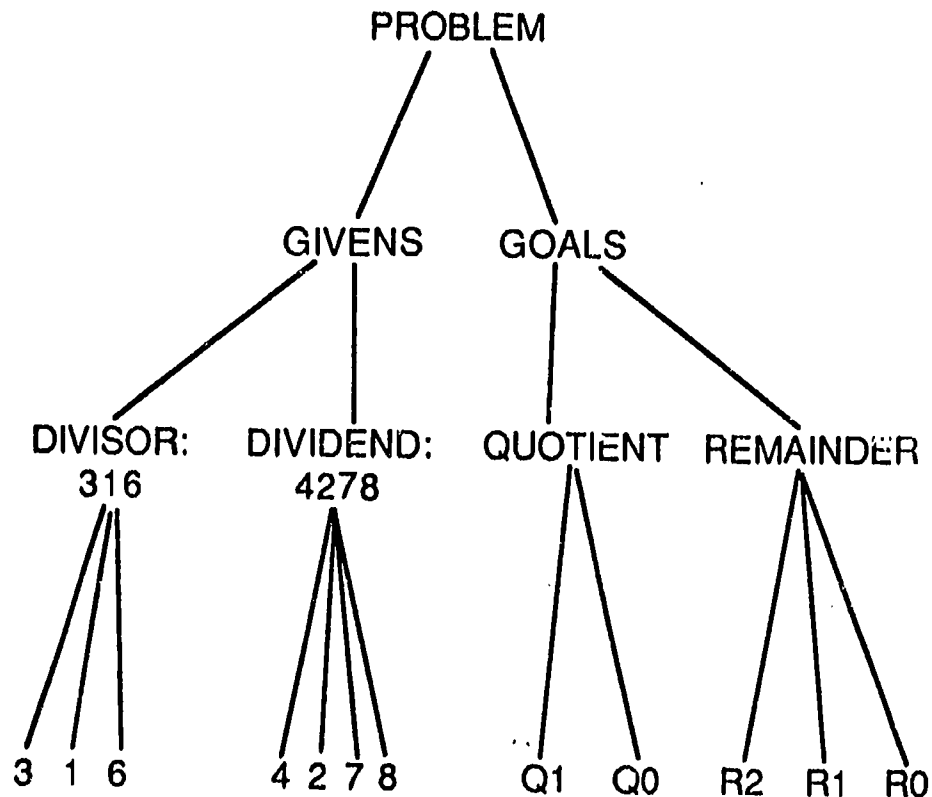 PROBLEM
GIVENS GOALS
DIVISOR: DIVIDEND: QUOTIENT REMAINDER
316 4278
3 1 6 4 2 7 8 Q1 Q0 R2 R1 R0